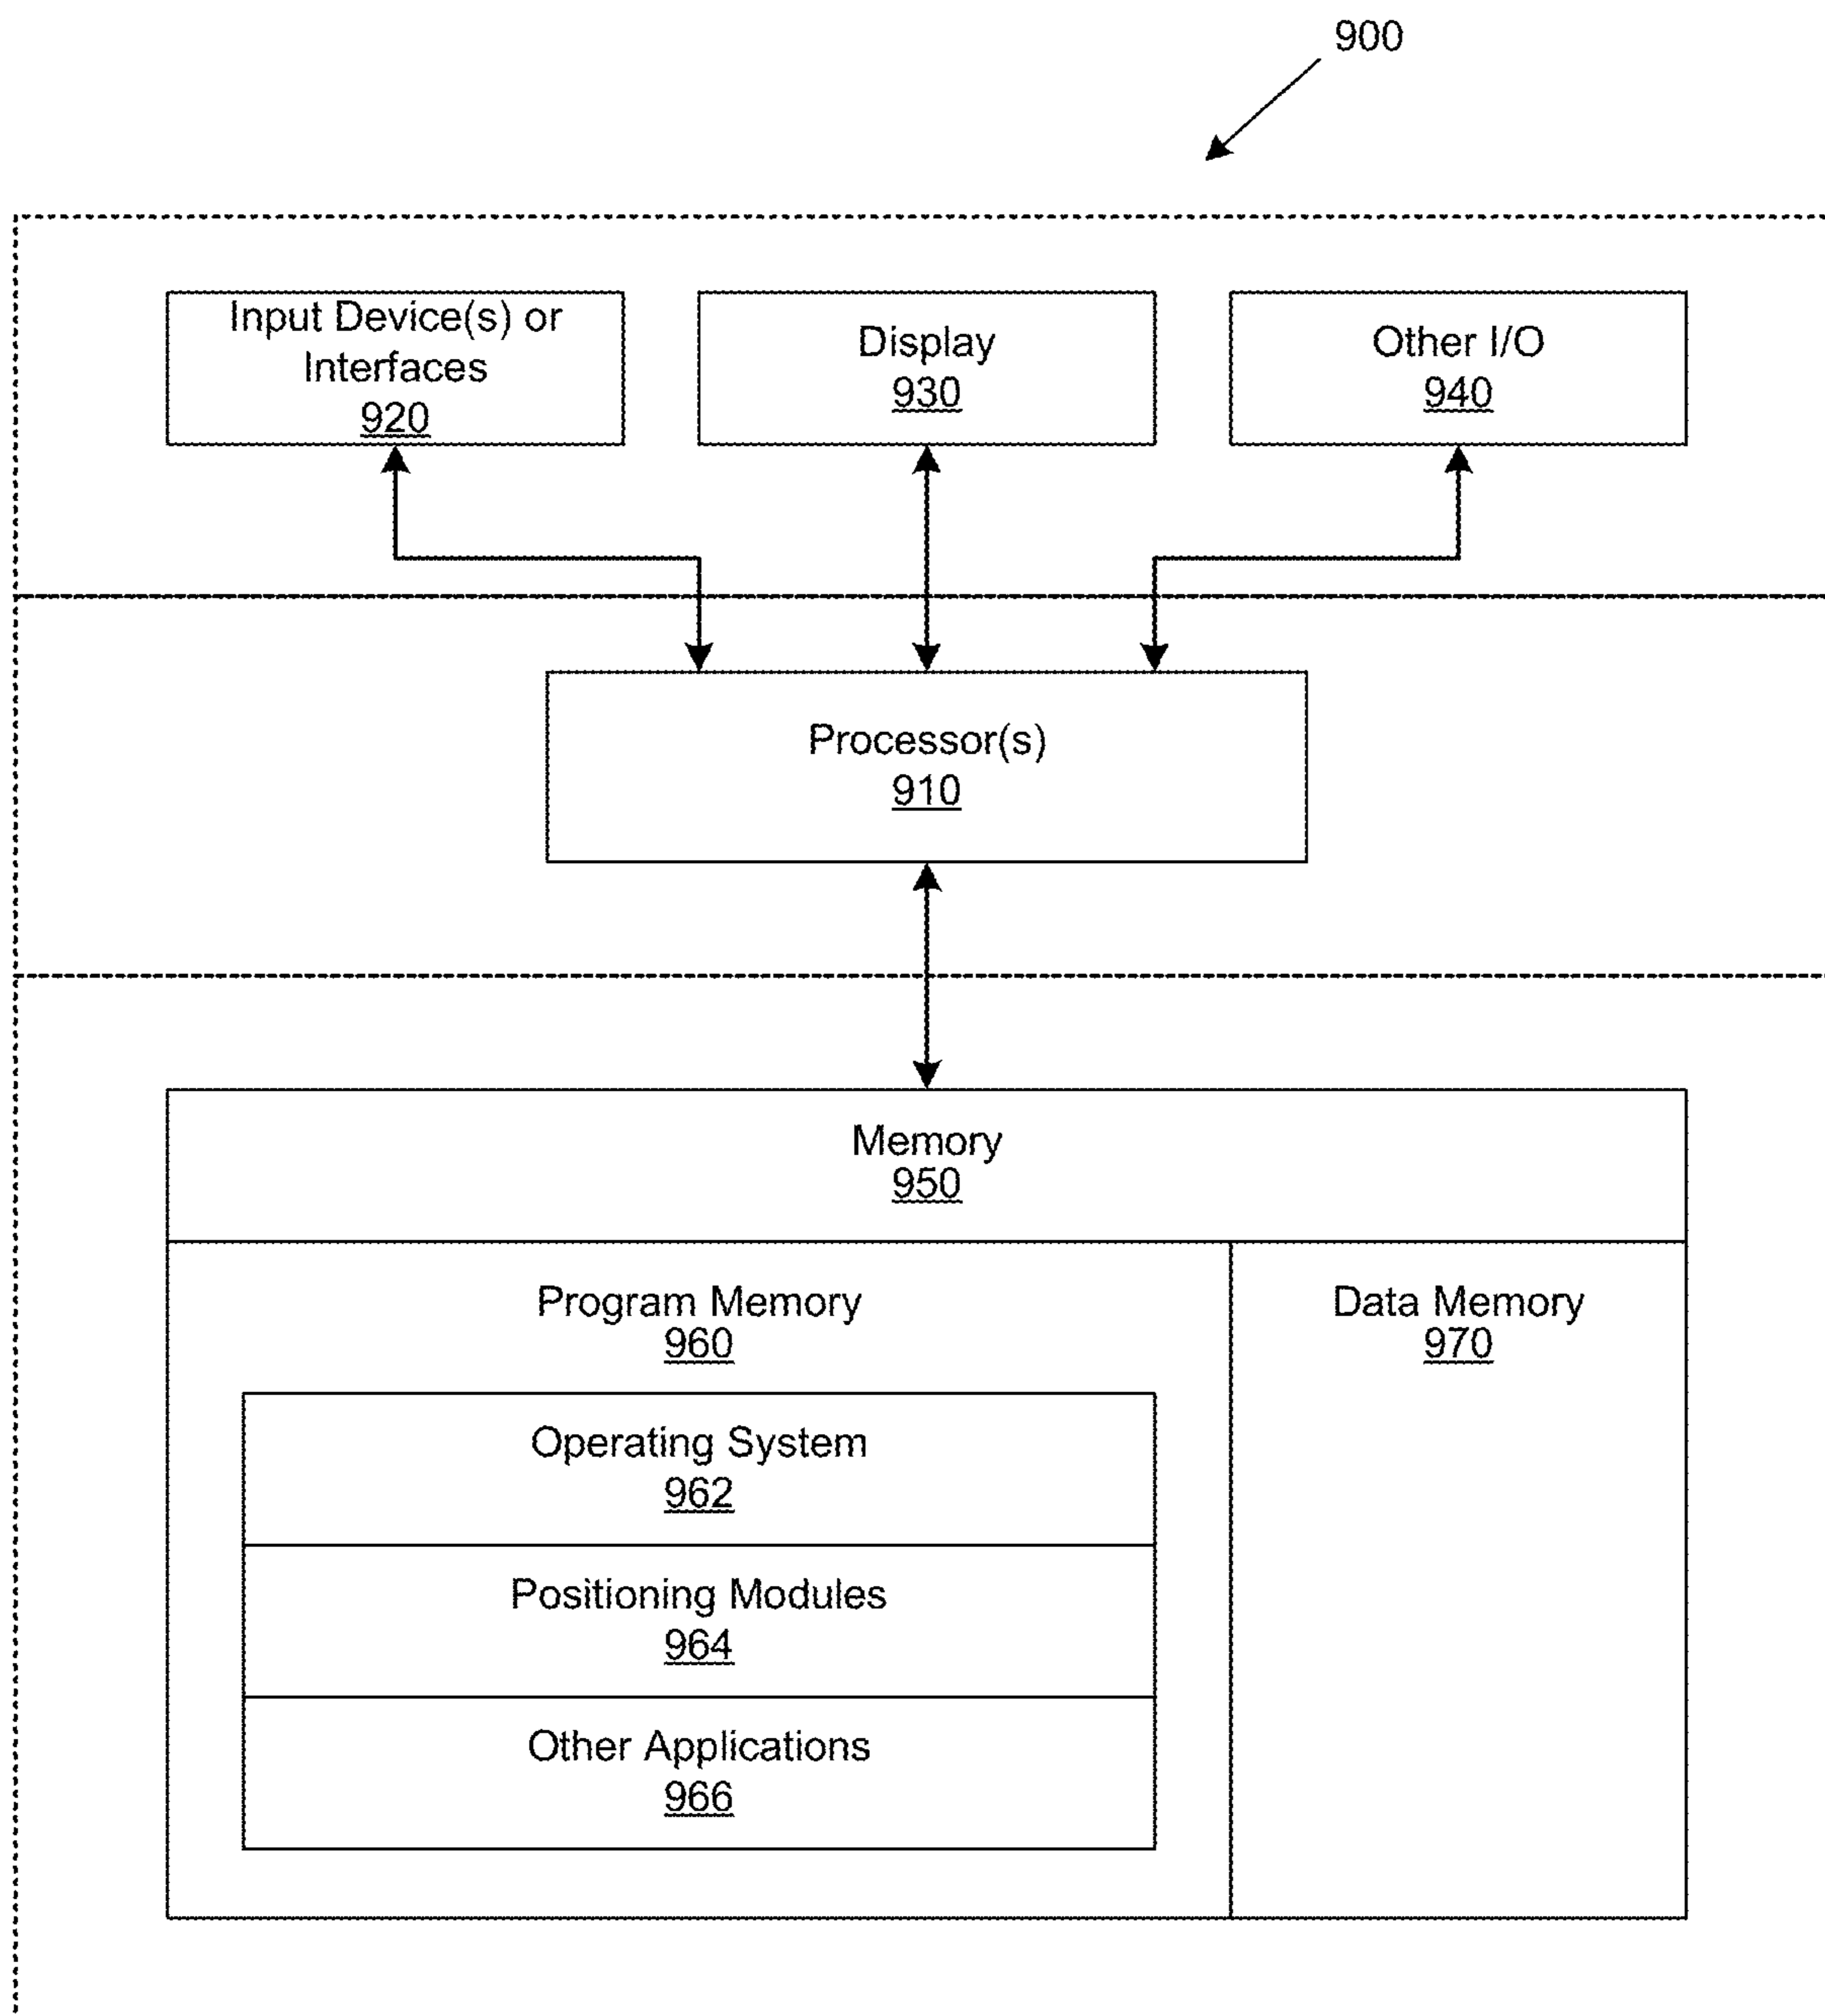 900
Input Device(s) or
Interfaces
920
Display
930
Other I/O
940
Processor(s)
910
Memory
950
Program Memory
960
Data Memory
970
Operating System
962
Positioning Modules
964
Other Applications
966